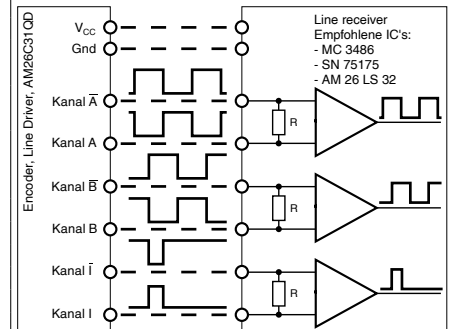 Encoder, Line Driver, AM26C31QD
V_CC
Gnd
Kanal A̅
Kanal A
Kanal B̅
Kanal B
Kanal I̅
Kanal I
Line receiver
Empfohlene IC's:
- MC 3486
- SN 75175
- AM 26 LS 32
R
R
R